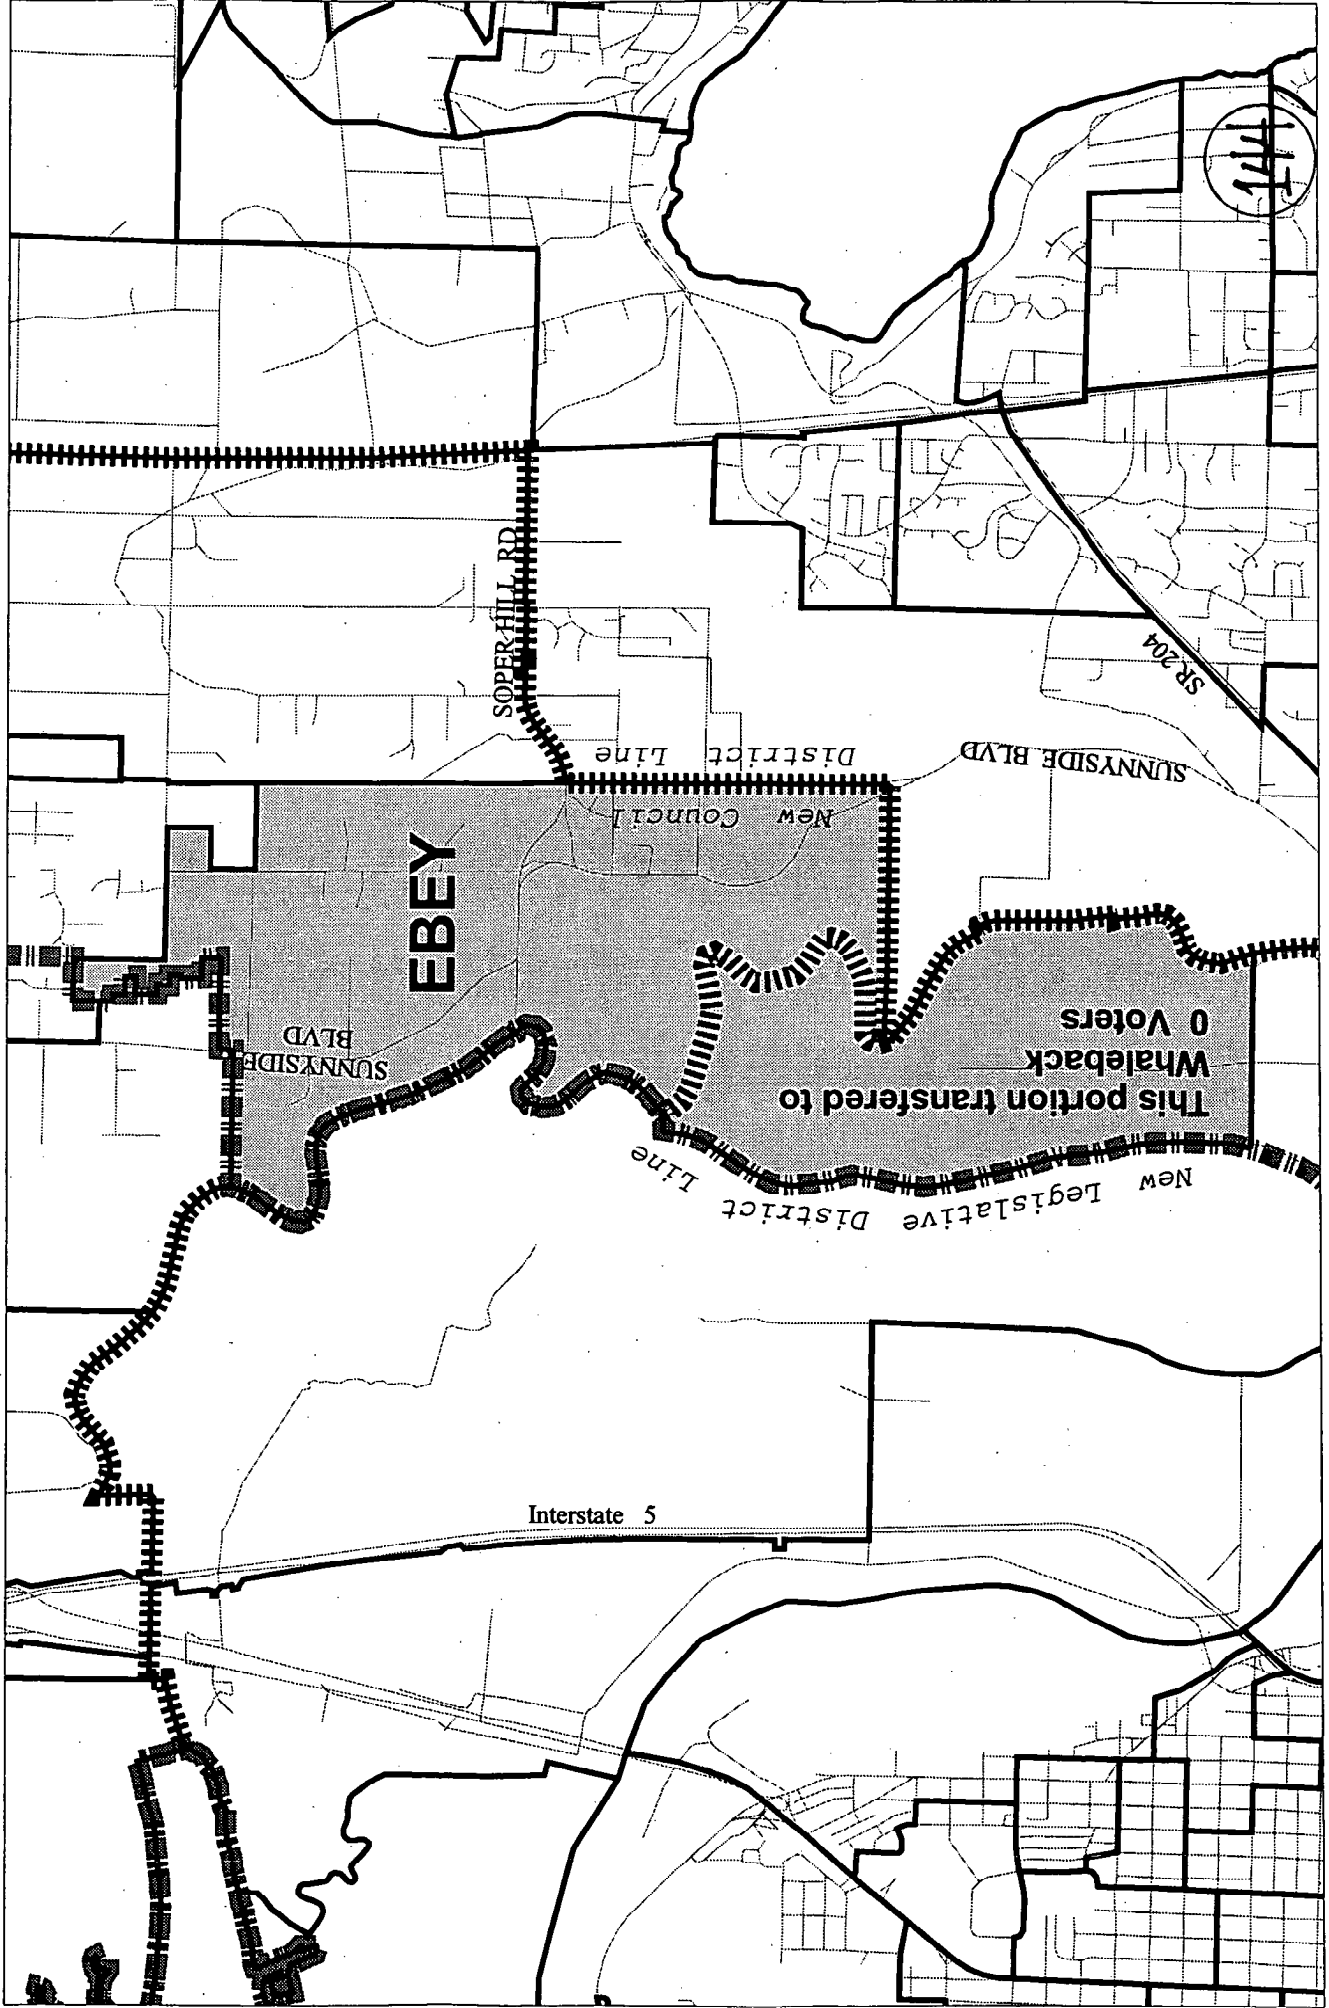 144
SOPER HILL RD
SR 204
SUNNYSIDE BLVD
District Line
New Council
EBEY
SUNNYSIDE
BLVD
This portion transfered to
Whaleback
0 Voters
New Legislative District Line
Interstate 5